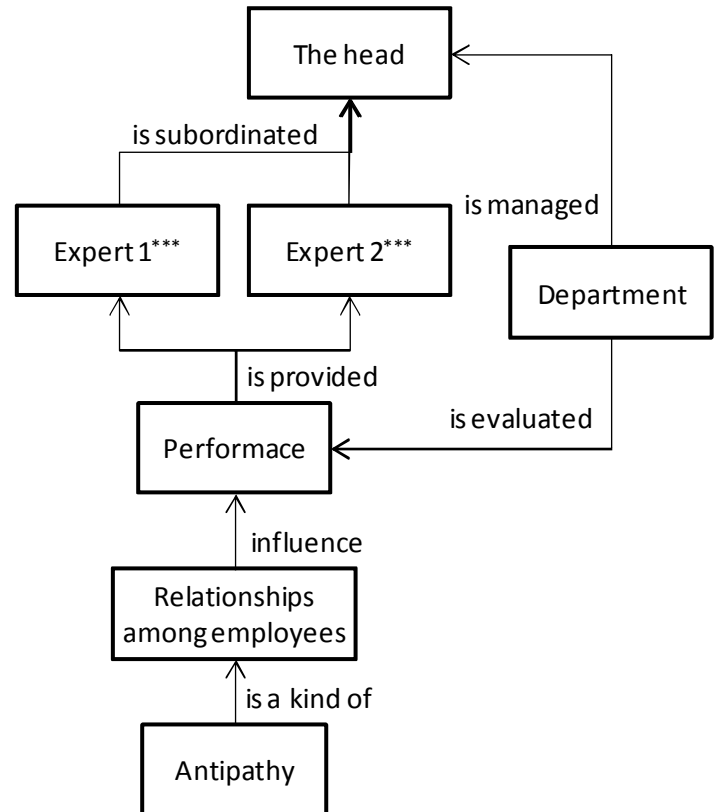 The head
is subordinated
is managed
Expert 1***
Expert 2***
Department
is provided
is evaluated
Performace
influence
Relationships
among employees
is a kind of
Antipathy